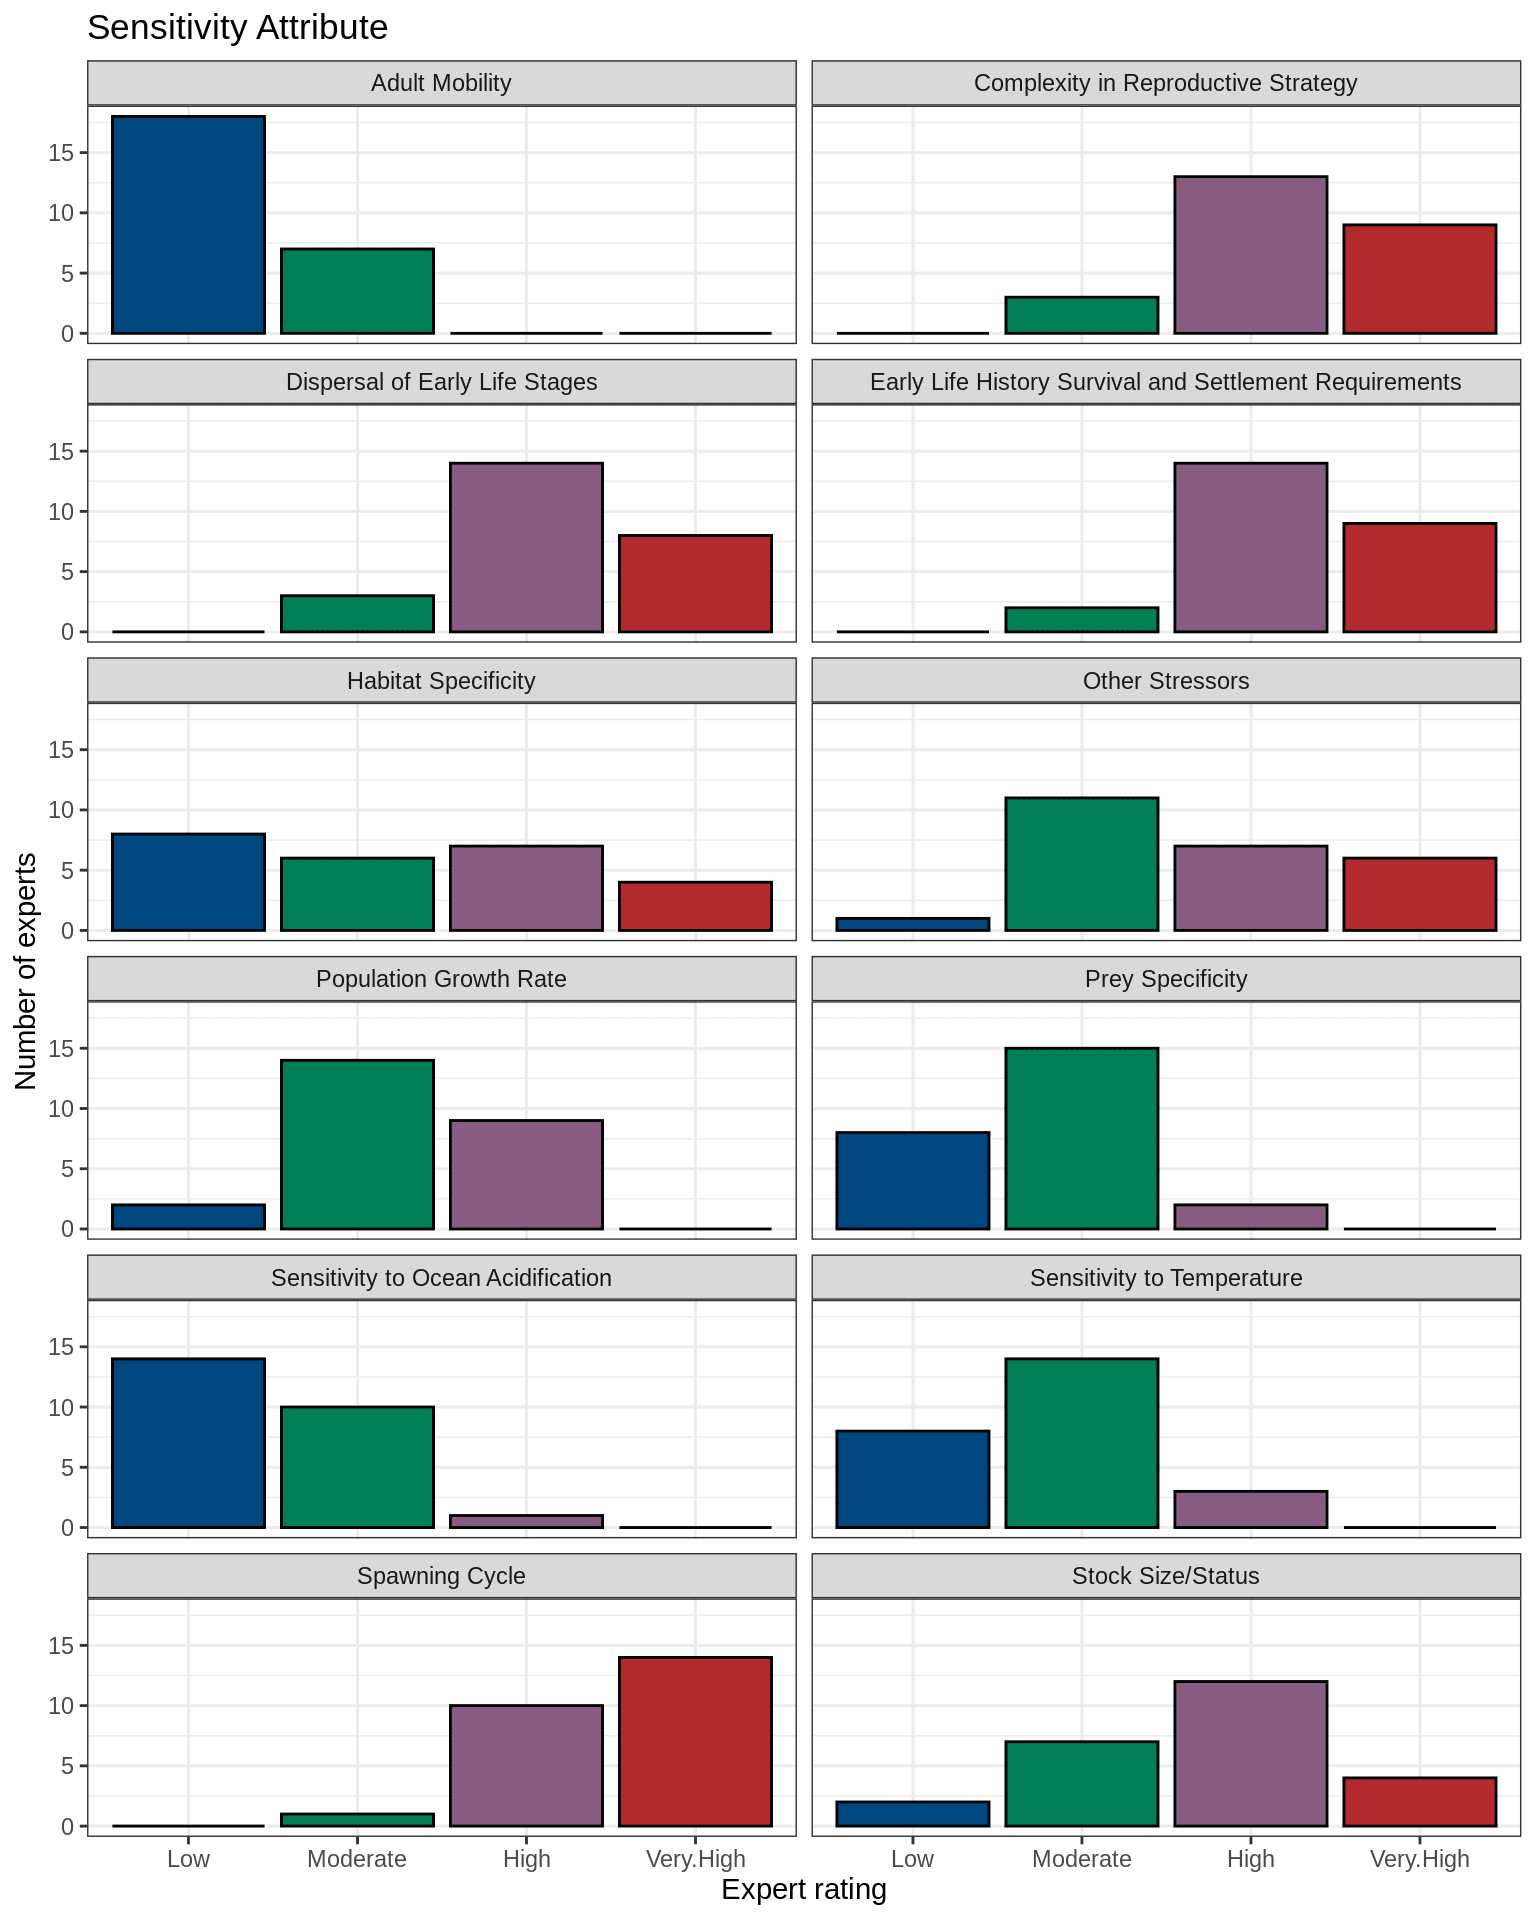 Sensitivity Attribute
Adult Mobility
Complexity in Reproductive Strategy
15
10
5
0
Dispersal of Early Life Stages
Early Life History Survival and Settlement Requirements
15
10
5
0
Habitat Specificity
Other Stressors
15
10
5
0
Number of experts
Population Growth Rate
Prey Specificity
15
10
5
0
Sensitivity to Ocean Acidification
Sensitivity to Temperature
15
10
5
0
Spawning Cycle
Stock Size/Status
15
10
5
0
Low Moderate High Very.High
Low Moderate High Very.High
Expert rating